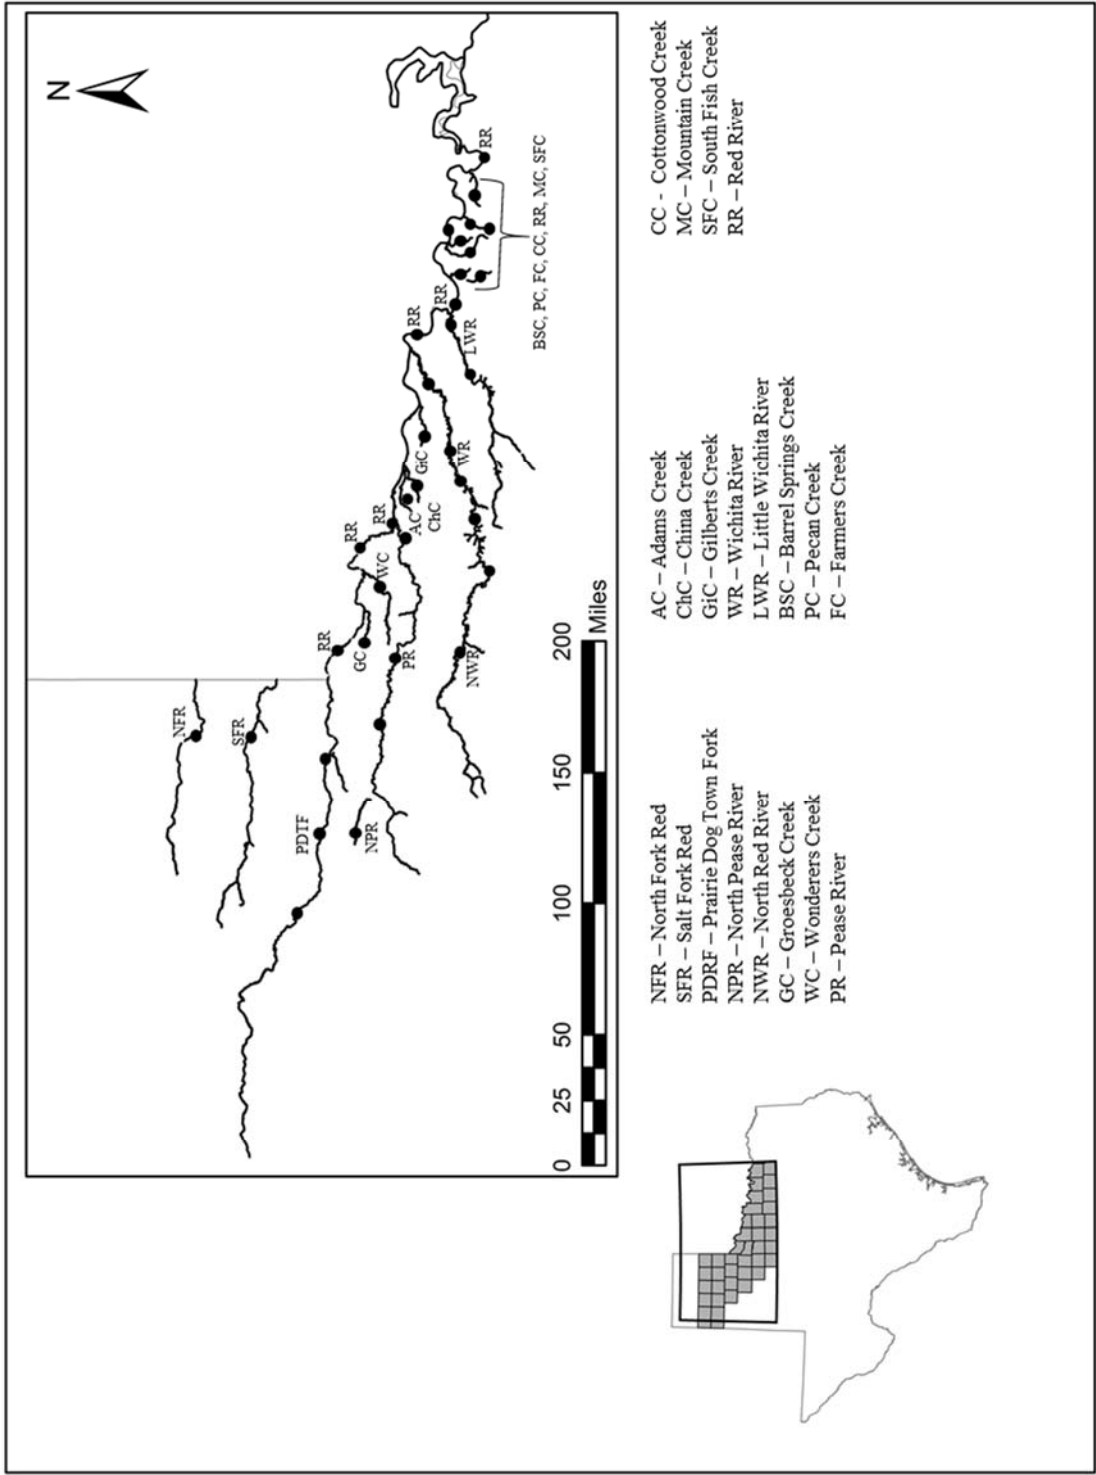 N
NFR
SFR
PDTF
NPR
RR
GC
PR
NWR
WC
RR
RR
AC
ChC
GiC
WR
RR
RR
LWR
RR
BSC, PC, FC, CC, RR, MC, SFC
0 25 50 100 150 200
Miles
NFR – North Fork Red
SFR – Salt Fork Red
PDRF – Prairie Dog Town Fork
NPR – North Pease River
NWR – North Red River
GC – Groesbeck Creek
WC – Wonderers Creek
PR – Pease River
AC – Adams Creek
ChC – China Creek
GiC – Gilberts Creek
WR – Wichita River
LWR – Little Wichita River
BSC – Barrel Springs Creek
PC – Pecan Creek
FC – Farmers Creek
CC - Cottonwood Creek
MC – Mountain Creek
SFC – South Fish Creek
RR – Red River